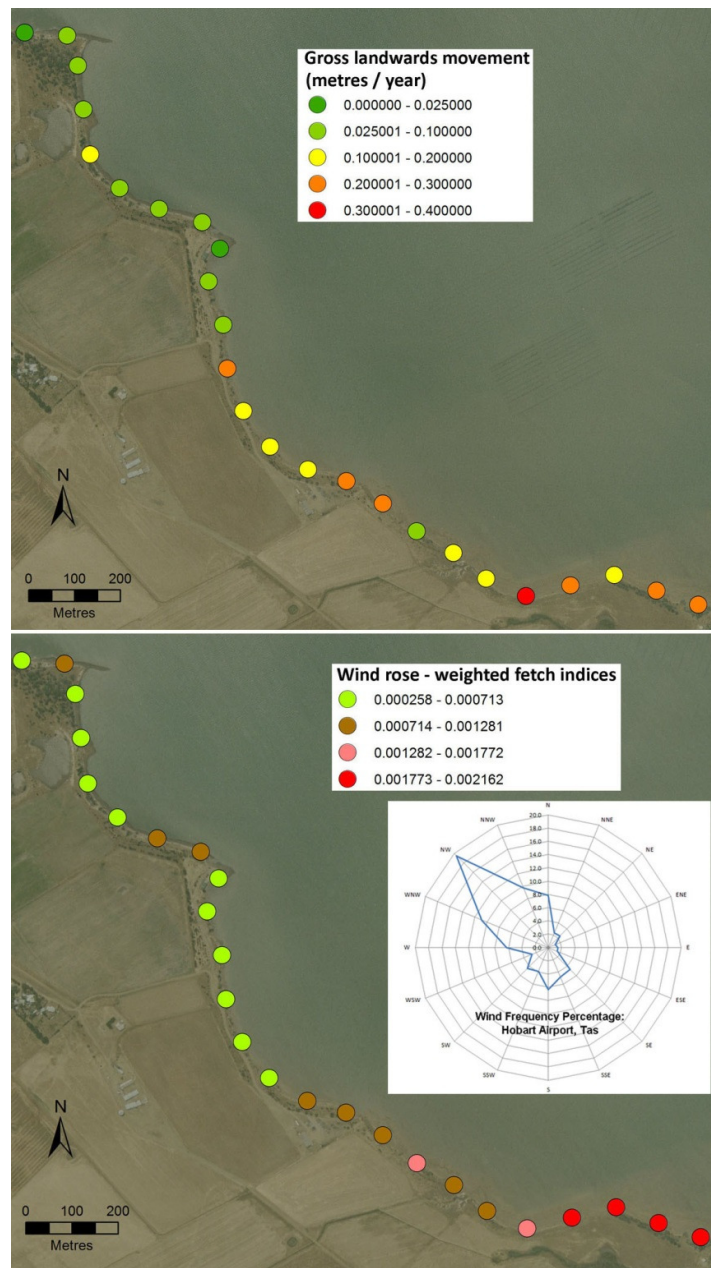 Gross landwards movement
(metres / year)
0.000000 - 0.025000
0.025001 - 0.100000
0.100001 - 0.200000
0.200001 - 0.300000
0.300001 - 0.400000
N
0 100 200
Metres
Wind rose - weighted fetch indices
0.000258 - 0.000713
0.000714 - 0.001281
0.001282 - 0.001772
0.001773 - 0.002162
N
NNW
NNE
NW
NE
WNW
ENE
W
E
WSW
ESE
SW
SE
SSW
SSE
S
20.0
18.0
16.0
14.0
12.0
10.0
8.0
6.0
4.0
2.0
0.0
Wind Frequency Percentage:
Hobart Airport, Tas
N
0 100 200
Metres